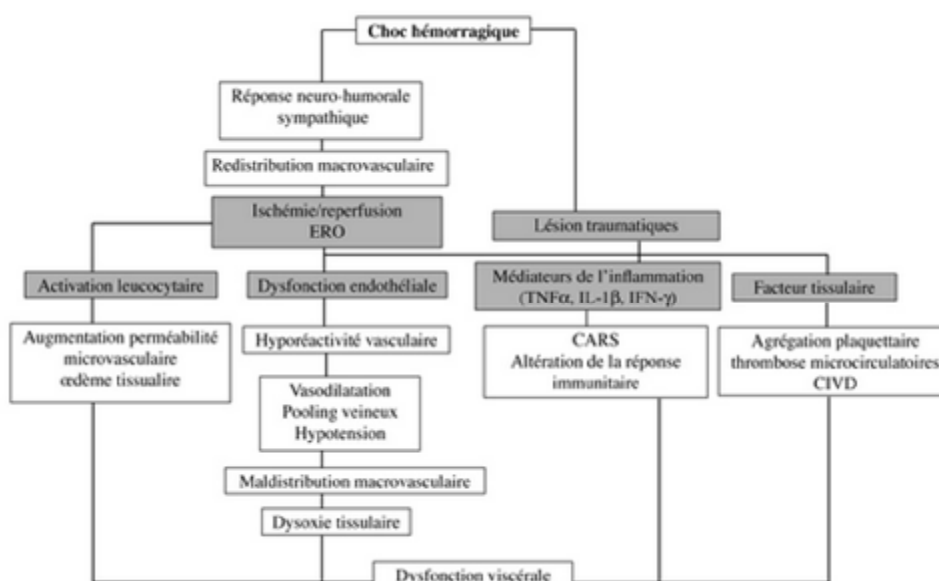 Choc hémorragique
Réponse neuro-humorale
sympathique
Redistribution macrovasculaire
Ischémie/reperfusion
ERO
Lésion traumatiques
Activation leucocytaire
Dysfonction endothéliale
Médiateurs de l'inflammation
(TNFα, IL-1β, IFN-γ)
Facteur tissulaire
Augmentation perméabilité
microvasculaire
œdème tissualire
Hyporéactivité vasculaire
CARS
Altération de la réponse
immunitaire
Agrégation plaquettaire
thrombose microcirculatoires
CIVD
Vasodilatation
Pooling veineux
Hypotension
Maldistribution macrovasculaire
Dysoxie tissulaire
Dysfonction viscérale